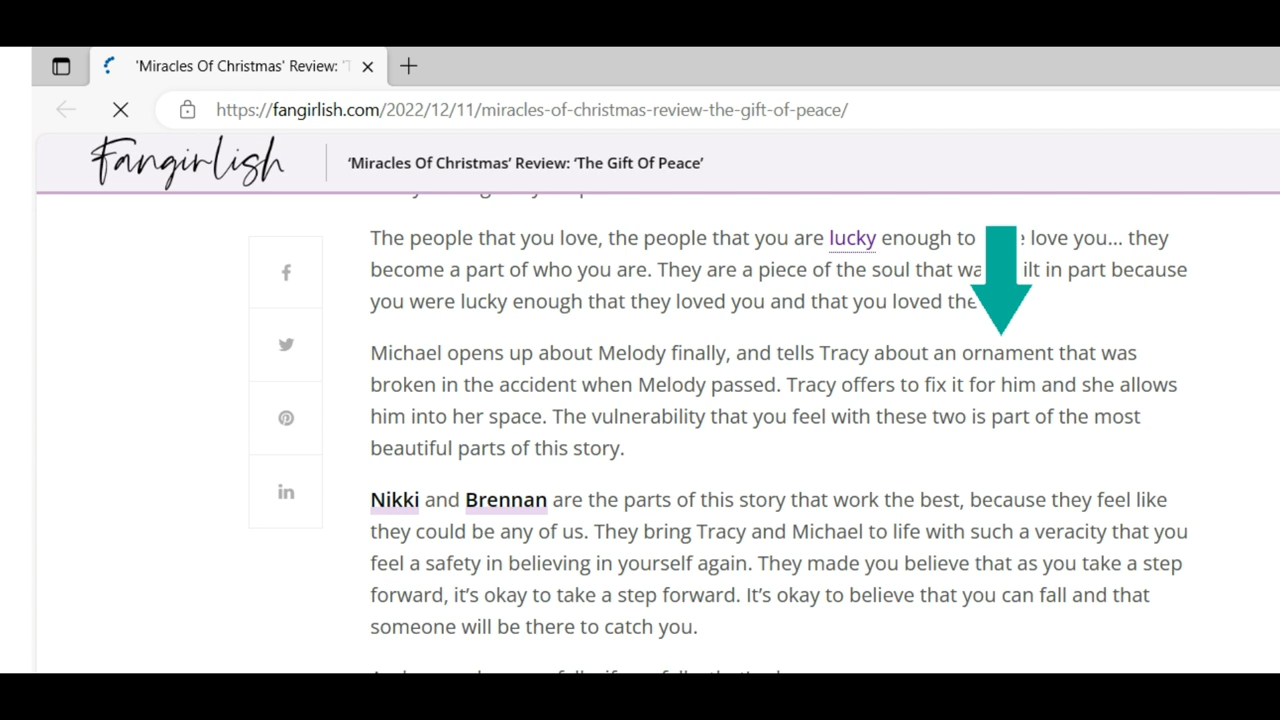 'Miracles Of Christmas' Review: 'T
https://fangirlish.com/2022/12/11/miracles-of-christmas-review-the-gift-of-peace/
Fangirlish
'Miracles Of Christmas' Review: 'The Gift Of Peace'
The people that you love, the people that you are lucky enough to love you... they
become a part of who you are. They are a piece of the soul that in part because
you were lucky enough that they loved you and that you loved
Michael opens up about Melody finally, and tells Tracy about an ornament that was
broken in the accident when Melody passed. Tracy offers to fix it for him and she allows
him into her space. The vulnerability that you feel with these two is part of the most
beautiful parts of this story.
Nikki and Brennan are the parts of this story that work the best, because they feel like
they could be any of us. They bring Tracy and Michael to life with such a veracity that you
feel a safety in believing in yourself again. They made you believe that as you take a step
forward, it's okay to take a step forward. It's okay to believe that you can fall and that
someone will be there to catch you.